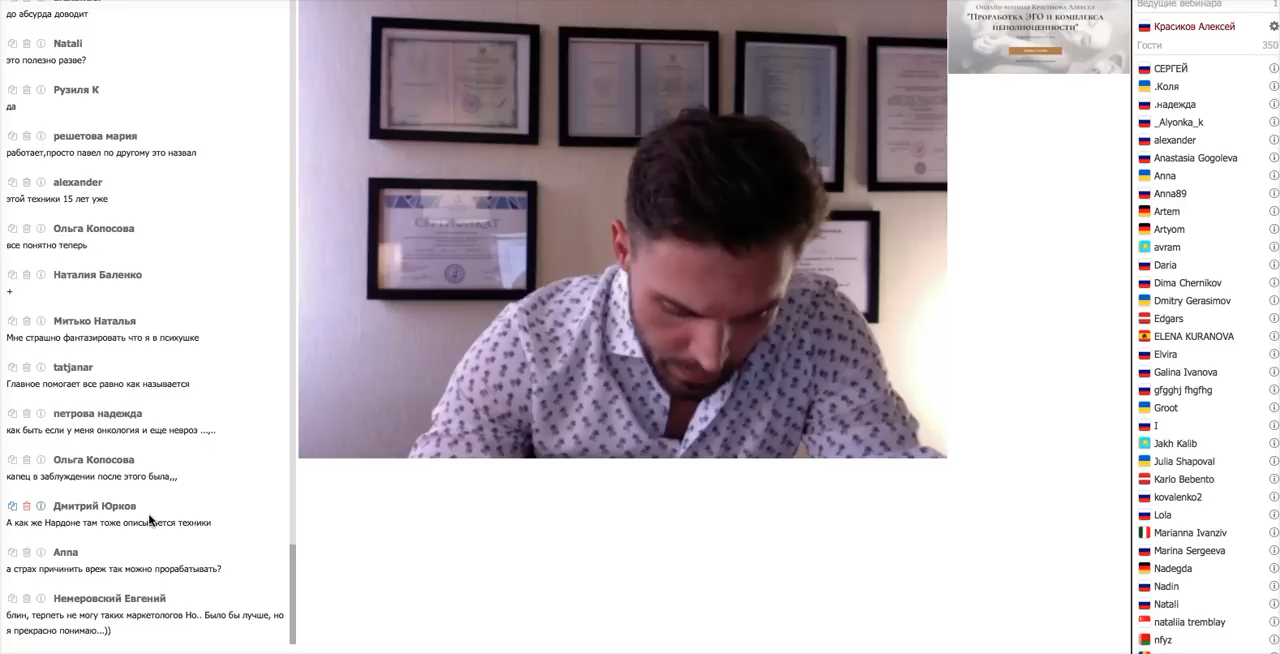 до абсурда доводит
Natali
это полезно разве?
Рузиля К
да
решетова мария
работает,просто павел по другому это назвал
alexander
этой техники 15 лет уже
Ольга Копосова
все понятно теперь
Наталия Баленко
+
Митько Наталья
Мне страшно фантазировать что я в психушке
tatjanar
Главное помогает все равно как называется
петрова надежда
как быть если у меня онкология и еще невроз ...,..
Ольга Копосова
капец в заблуждении после этого была,,,
Дмитрий Юрков
А как же Нардоне там тоже описывается техники
Anna
а страх причинить вреж так можно прорабатывать?
Немеровский Евгений
блин, терпеть не могу таких маркетологов Но.. Было бы лучше, но
я прекрасно понимаю...))
СЕРТИФИКАТ
Онлайн-вебинар Красикова Алексея
"Проработка ЭГО и комплекса
неполноценности"
Ведущие вебинара 1
Красиков Алексей
Гости 350
СЕРГЕЙ
.Коля
.надежда
_Alyonka_k
alexander
Anastasia Gogoleva
Anna
Anna89
Artem
Artyom
avram
Daria
Dima Chernikov
Dmitry Gerasimov
Edgars
ELENA KURANOVA
Elvira
Galina Ivanova
gfgghj fhgfhg
Groot
I
Jakh Kalib
Julia Shapoval
Karlo Bebento
kovalenko2
Lola
Marianna Ivanziv
Marina Sergeeva
Nadegda
Nadin
Natali
nataliia tremblay
nfyz